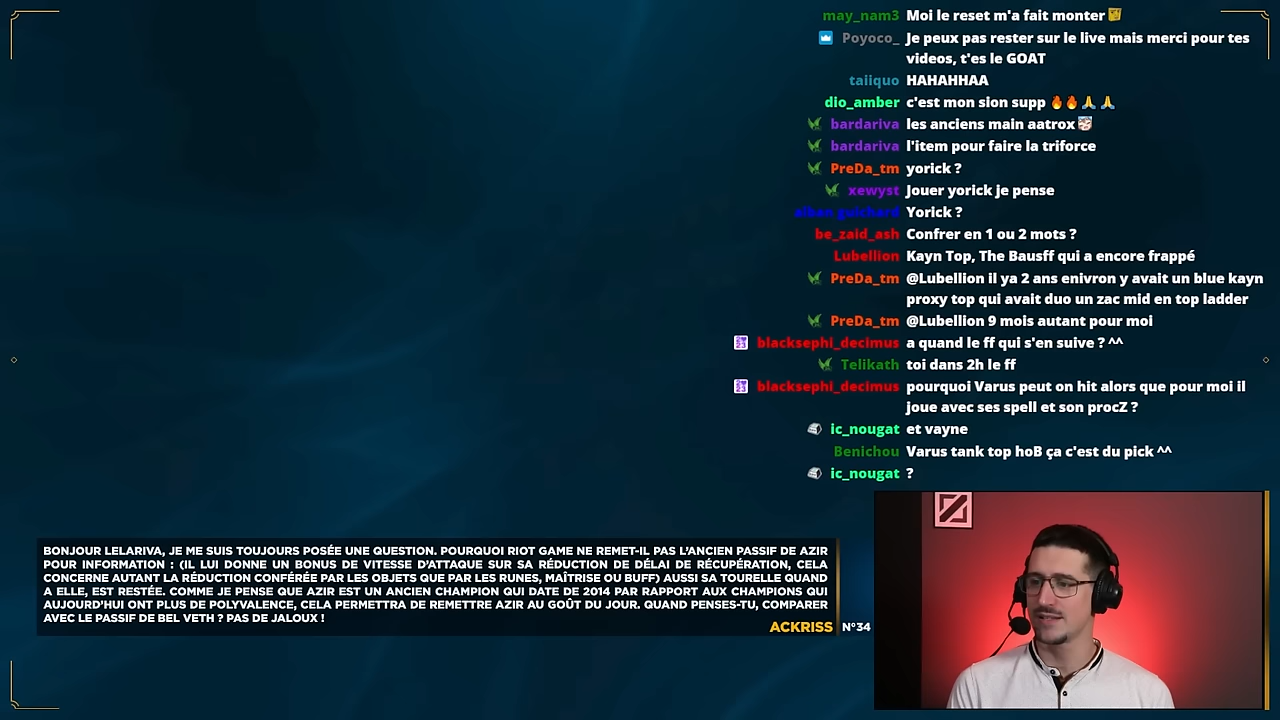 may_nam3 Moi le reset m'a fait monter
Poyoco_ Je peux pas rester sur le live mais merci pour tes
videos, t'es le GOAT
taiiquo HAHAHHAA
dio_amber c'est mon sion supp 🔥🔥🙏🙏
bardariva les anciens main aatrox
bardariva l'item pour faire la triforce
PreDa_tm yorick ?
xewyst Jouer yorick je pense
alban_guichard Yorick ?
be_zaid_ash Confrer en 1 ou 2 mots ?
Lubellion Kayn Top, The Bausff qui a encore frappé
PreDa_tm @Lubellion il ya 2 ans enivron y avait un blue kayn
proxy top qui avait duo un zac mid en top ladder
PreDa_tm @Lubellion 9 mois autant pour moi
blacksephi_decimus a quand le ff qui s'en suive ? ^^
Telikath toi dans 2h le ff
blacksephi_decimus pourquoi Varus peut on hit alors que pour moi il
joue avec ses spell et son procZ ?
ic_nougat et vayne
Benichou Varus tank top hoB ça c'est du pick ^^
ic_nougat ?
BONJOUR LELARIVA, JE ME SUIS TOUJOURS POSÉE UNE QUESTION. POURQUOI RIOT GAME NE REMET-IL PAS L'ANCIEN PASSIF DE AZIR
POUR INFORMATION : (IL LUI DONNE UN BONUS DE VITESSE D'ATTAQUE SUR SA RÉDUCTION DE DÉLAI DE RÉCUPÉRATION, CELA
CONCERNE AUTANT LA RÉDUCTION CONFÉRÉE PAR LES OBJETS QUE PAR LES RUNES, MAÎTRISE OU BUFF) AUSSI SA TOURELLE QUAND
A ELLE, EST RESTÉE. COMME JE PENSE QUE AZIR EST UN ANCIEN CHAMPION QUI DATE DE 2014 PAR RAPPORT AUX CHAMPIONS QUI
AUJOURD'HUI ONT PLUS DE POLYVALENCE, CELA PERMETTRA DE REMETTRE AZIR AU GOÛT DU JOUR. QUAND PENSES-TU, COMPARER
AVEC LE PASSIF DE BEL VETH ? PAS DE JALOUX !
ACKRISS N°34